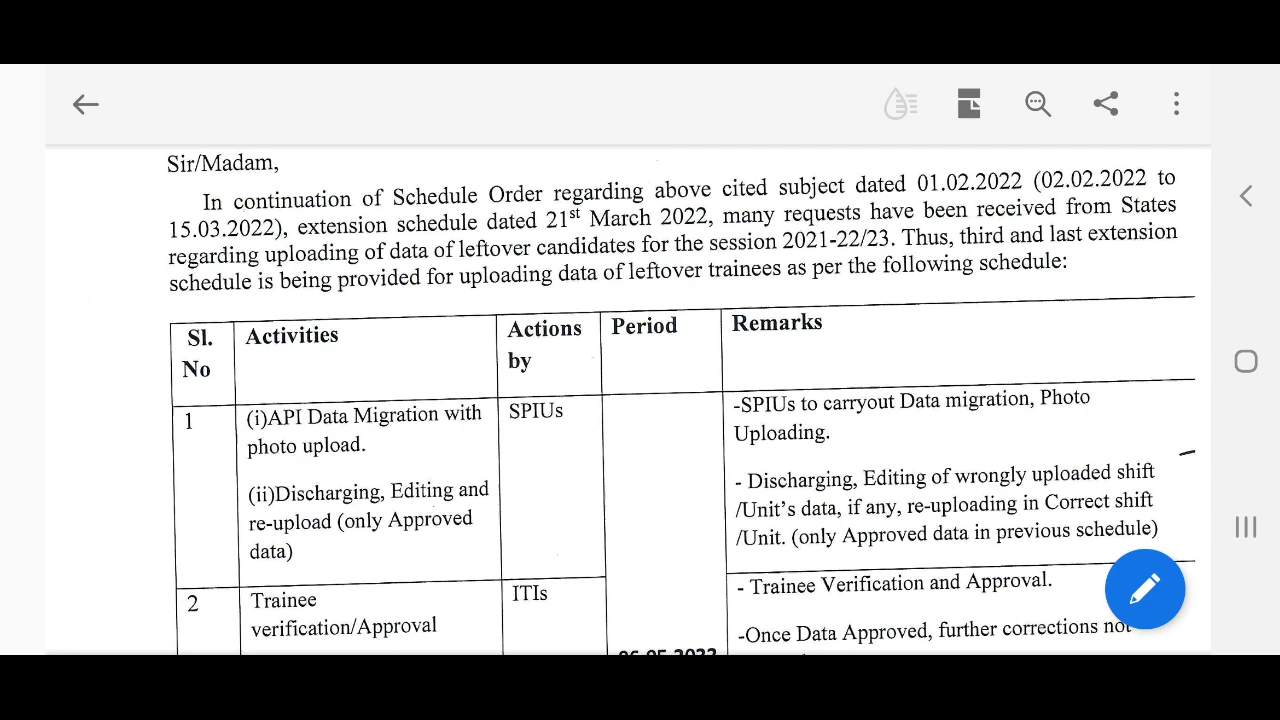 Sir/Madam,
In continuation of Schedule Order regarding above cited subject dated 01.02.2022 (02.02.2022 to
15.03.2022), extension schedule dated 21st March 2022, many requests have been received from States
regarding uploading of data of leftover candidates for the session 2021-22/23. Thus, third and last extension
schedule is being provided for uploading data of leftover trainees as per the following schedule:
Sl.
No
Activities
Actions
by
Period
Remarks
1
(i)API Data Migration with
photo upload.
(ii)Discharging, Editing and
re-upload (only Approved
data)
SPIUs
-SPIUs to carryout Data migration, Photo
Uploading.
- Discharging, Editing of wrongly uploaded shift
/Unit's data, if any, re-uploading in Correct shift
/Unit. (only Approved data in previous schedule)
2
Trainee
verification/Approval
ITIs
- Trainee Verification and Approval.
-Once Data Approved, further corrections not